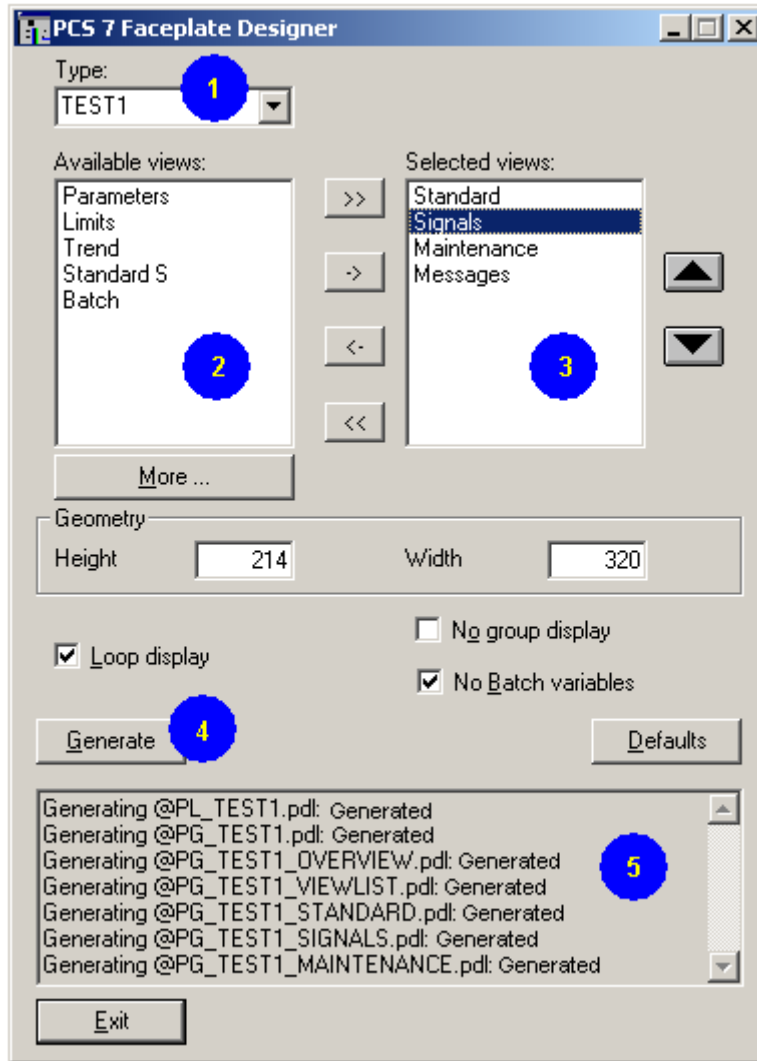 PCS 7 Faceplate Designer
Type:
1
TEST1
Available views:
Selected views:
Parameters
Limits
Trend
Standard S
Batch
2
>>
->
<-
<<
Standard
Signals
Maintenance
Messages
3
More ...
Geometry
Height 214 Width 320
No group display
Loop display
No Batch variables
Generate 4 Defaults
Generating @PL_TEST1.pdl: Generated
Generating @PG_TEST1.pdl: Generated
Generating @PG_TEST1_OVERVIEW.pdl: Generated
Generating @PG_TEST1_VIEWLIST.pdl: Generated
Generating @PG_TEST1_STANDARD.pdl: Generated
Generating @PG_TEST1_SIGNALS.pdl: Generated
Generating @PG_TEST1_MAINTENANCE.pdl: Generated
5
Exit